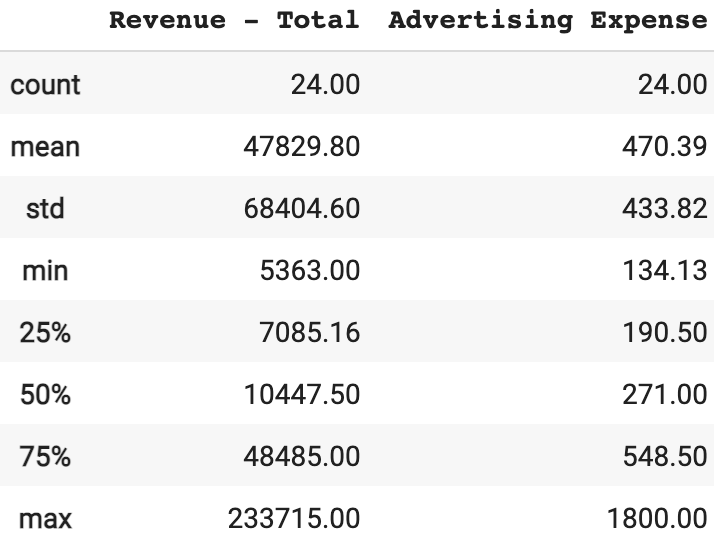 Revenue - Total Advertising Expense
count 24.00 24.00
mean 47829.80 470.39
std 68404.60 433.82
min 5363.00 134.13
25% 7085.16 190.50
50% 10447.50 271.00
75% 48485.00 548.50
max 233715.00 1800.00